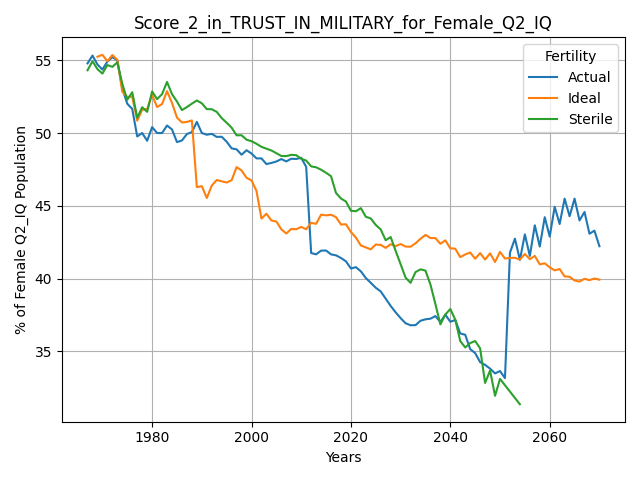 Score_2_in_TRUST_IN_MILITARY_for_Female_Q2_IQ
Fertility
Actual
Ideal
Sterile
% of Female Q2_IQ Population
55
50
45
40
35
1980
2000
2020
2040
2060
Years